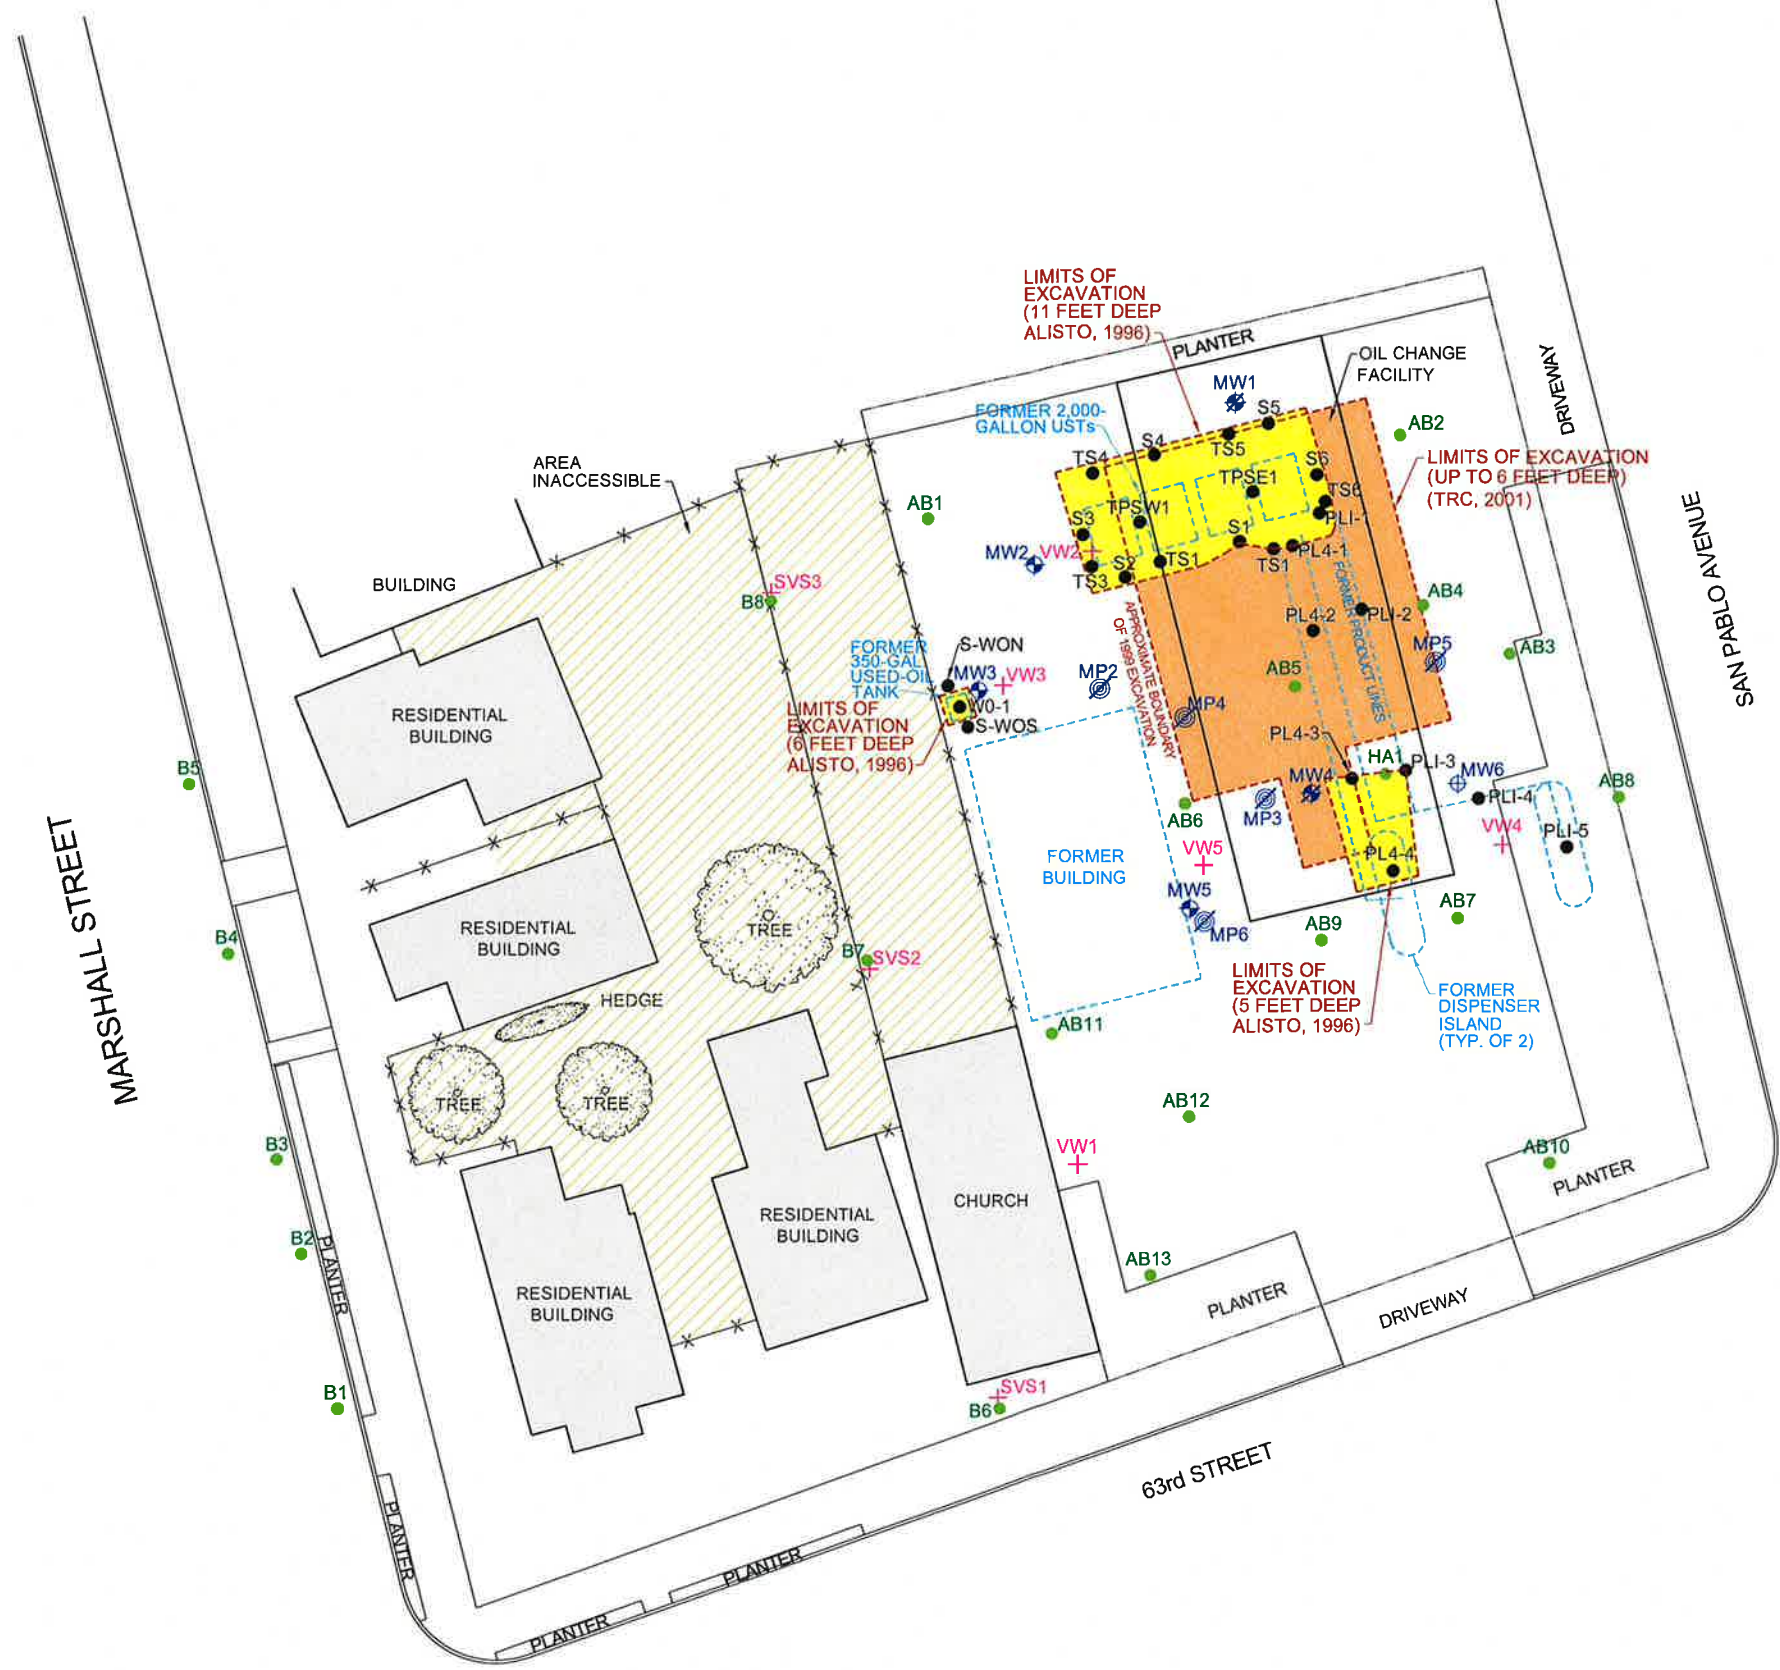 LIMITS OF
EXCAVATION
(11 FEET DEEP
ALISTO, 1996)
PLANTER
OIL CHANGE
FACILITY
DRIVEWAY
MW1
S5
FORMER 2,000-
GALLON USTs
AB2
S4
TS5
TS4
LIMITS OF EXCAVATION
(UP TO 6 FEET DEEP)
(TRC, 2001)
S6
TPSE1
TS6
AREA
INACCESSIBLE
AB1
TPSW1
PLI-1
S3
S1
SAN PABLO AVENUE
MW2
VW2
S2
TS1
TS1
PL4-1
TS3
BUILDING
SVS3
B8
FORMER PRODUCT LINES
APPROXIMATE BOUNDARY
OF 1999 EXCAVATION
PL4-2
PLI-2
AB4
S-WON
FORMER
350-GAL
USED-OIL
TANK
MW3
VW3
MP2
AB5
MP5
AB3
LIMITS OF
EXCAVATION
(6 FEET DEEP
ALISTO, 1996)
W0-1
S-WOS
MP4
RESIDENTIAL
BUILDING
PL4-3
HA1
PLI-3
MW6
B5
MW4
PLI-4
AB8
AB6
MP3
VW4
PLI-5
MARSHALL STREET
FORMER
BUILDING
VW5
PL4-4
MW5
AB7
RESIDENTIAL
BUILDING
TREE
MP6
AB9
B4
B7
SVS2
LIMITS OF
EXCAVATION
(5 FEET DEEP
ALISTO, 1996)
FORMER
DISPENSER
ISLAND
(TYP. OF 2)
HEDGE
AB11
TREE
TREE
AB12
B3
VW1
AB10
PLANTER
CHURCH
RESIDENTIAL
BUILDING
B2
PLANTER
AB13
RESIDENTIAL
BUILDING
PLANTER
DRIVEWAY
B1
SVS1
B6
63rd STREET
PLANTER
PLANTER
PLANTER